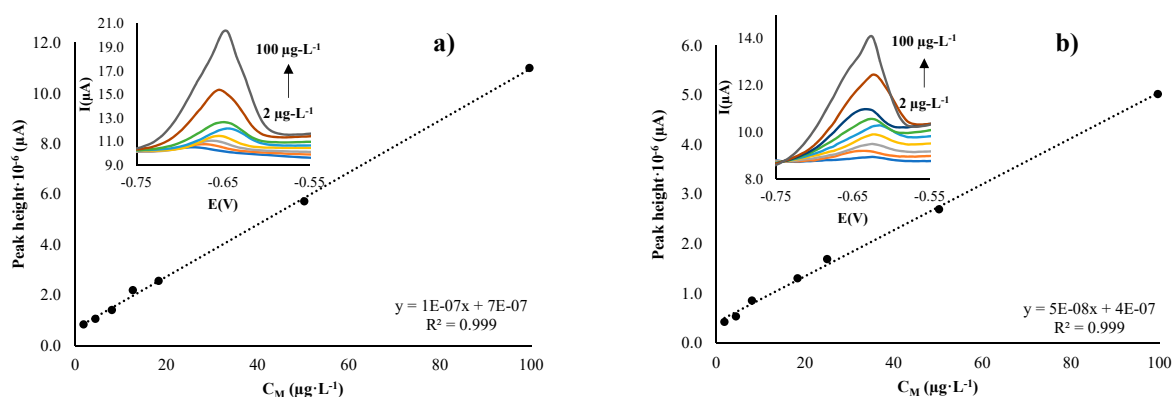 a)
12.0
10.0
8.0
6.0
4.0
2.0
0.0
Peak height·10⁻⁶ (µA)
0
20
40
60
80
100
C_M (µg·L⁻¹)
y = 1E-07x + 7E-07
R² = 0.999
21.0
19.0
17.0
15.0
13.0
11.0
9.0
I(µA)
-0.75
-0.65
-0.55
E(V)
100 µg-L⁻¹
2 µg-L⁻¹
b)
6.0
5.0
4.0
3.0
2.0
1.0
0.0
Peak height·10⁻⁶ (µA)
0
20
40
60
80
100
C_M (µg·L⁻¹)
y = 5E-08x + 4E-07
R² = 0.999
14.0
12.0
10.0
8.0
I(µA)
-0.75
-0.65
-0.55
E(V)
100 µg-L⁻¹
2 µg-L⁻¹